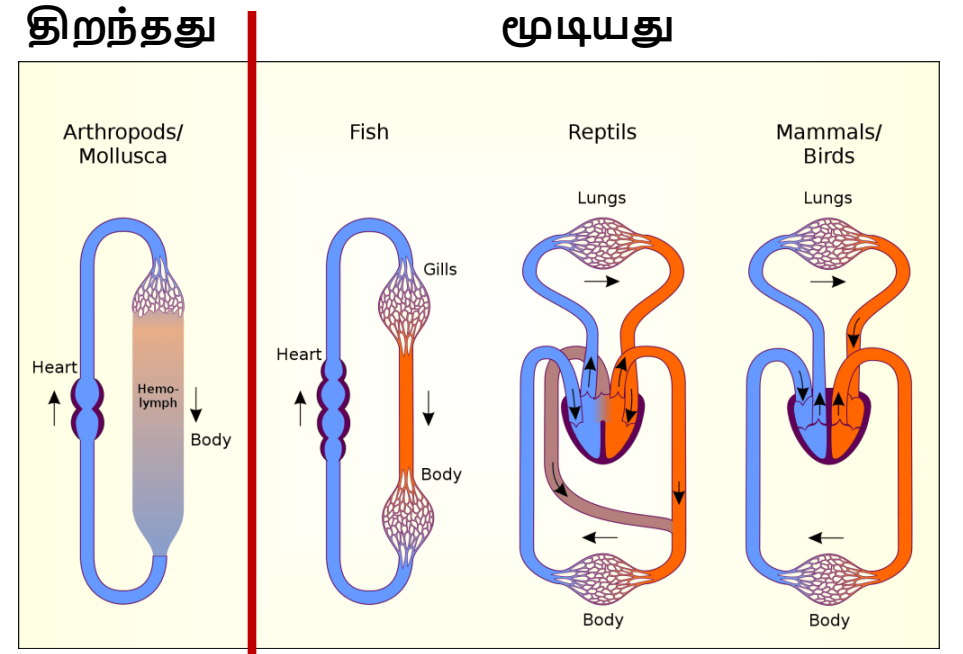 திறந்தது
மூடியது
Arthropods/
Mollusca
Heart
Hemo-
lymph
Body
Fish
Gills
Heart
Body
Reptils
Lungs
Body
Mammals/
Birds
Lungs
Body